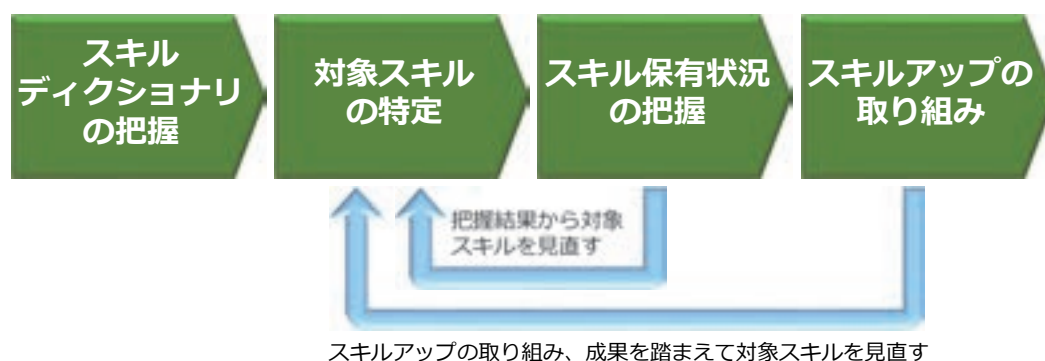 スキル
ディクショナリ
の把握
対象スキル
の特定
スキル保有状況
の把握
スキルアップの
取り組み
把握結果から対象
スキルを見直す
スキルアップの取り組み、成果を踏まえて対象スキルを見直す